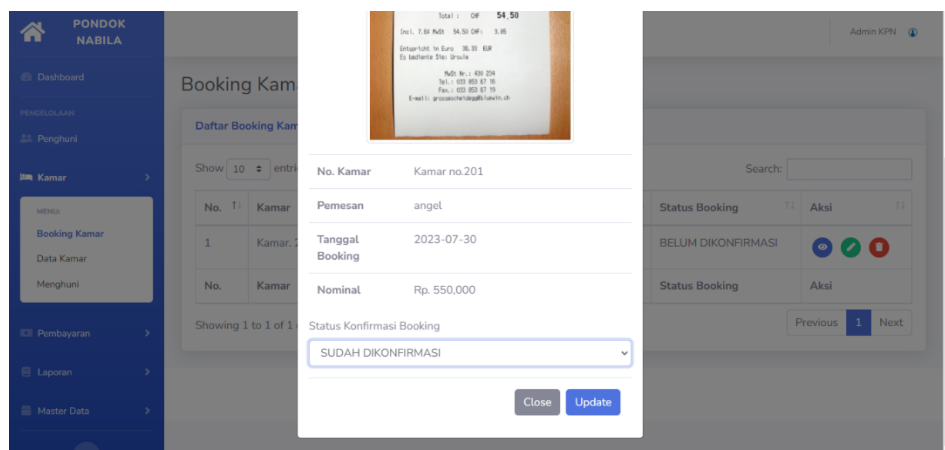 PONDOK
NABILA
Admin KPN
Dashboard
PENGELOLAAN
Penghuni
Kamar
MENU:
Booking Kamar
Data Kamar
Menghuni
Pembayaran
Laporan
Master Data
Booking Kam
Daftar Booking Kam
Show 10 entri
Search:
No. Kamar Status Booking Aksi
1 Kamar. 2 BELUM DIKONFIRMASI
No. Kamar Status Booking Aksi
Showing 1 to 1 of 1
Previous 1 Next
Total : CHF 54.50
Incl. 7.6% MwSt 54.50 CHF: 3.85
Entspricht in Euro 36.33 EUR
Es bediente Sie: Ursula
MwSt Nr.: 430 234
Tel.: 033 853 67 16
Fax.: 033 853 67 19
E-mail: grossescheidegg@bluewin.ch
No. Kamar Kamar no.201
Pemesan angel
Tanggal Booking 2023-07-30
Nominal Rp. 550,000
Status Konfirmasi Booking
SUDAH DIKONFIRMASI
Close Update